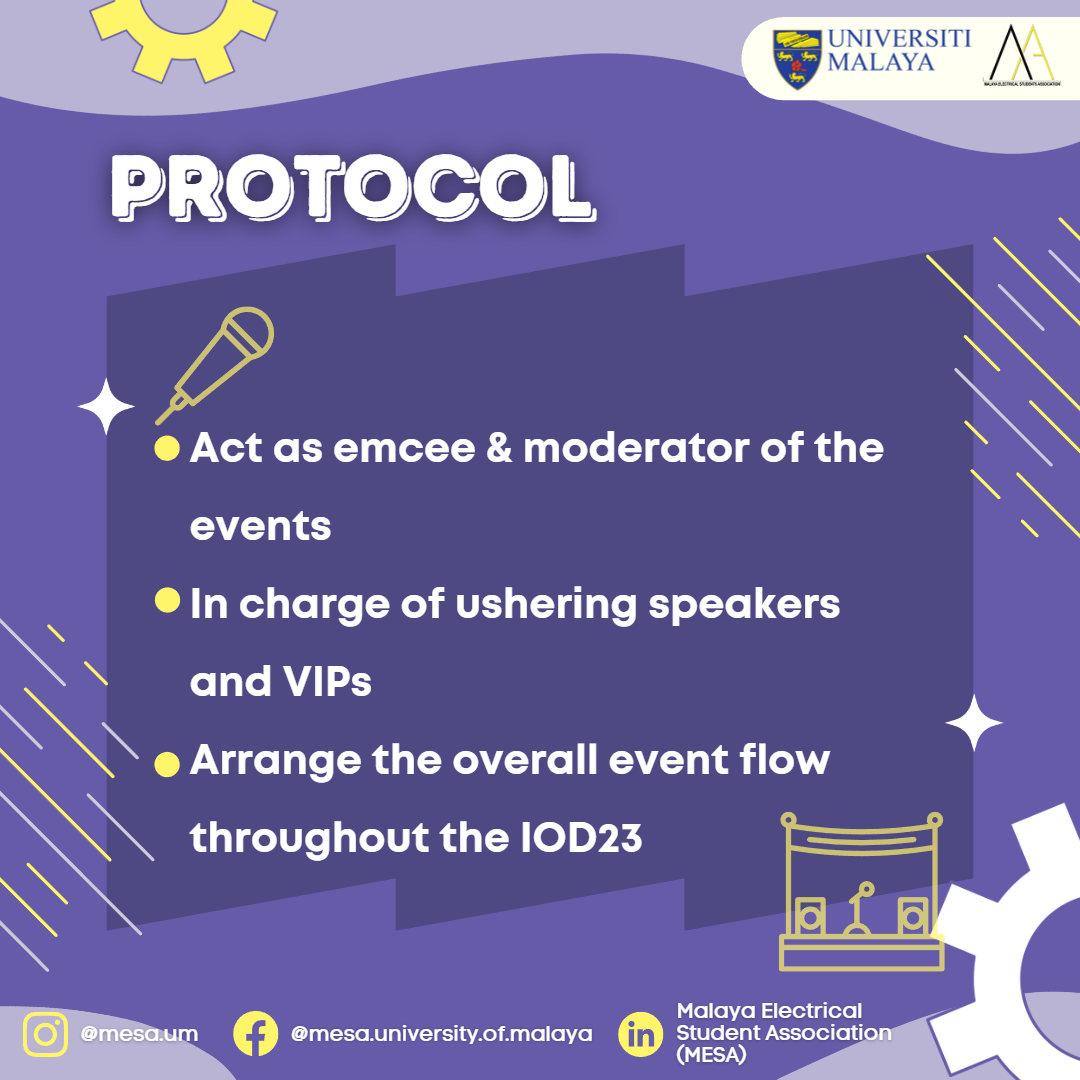 UNIVERSITI
MALAYA
MALAYA ELECTRICAL STUDENTS ASSOCIATION
PROTOCOL
Act as emcee & moderator of the
events
In charge of ushering speakers
and VIPs
Arrange the overall event flow
throughout the IOD23
@mesa.um
@mesa.university.of.malaya
in
Malaya Electrical
Student Association
(MESA)